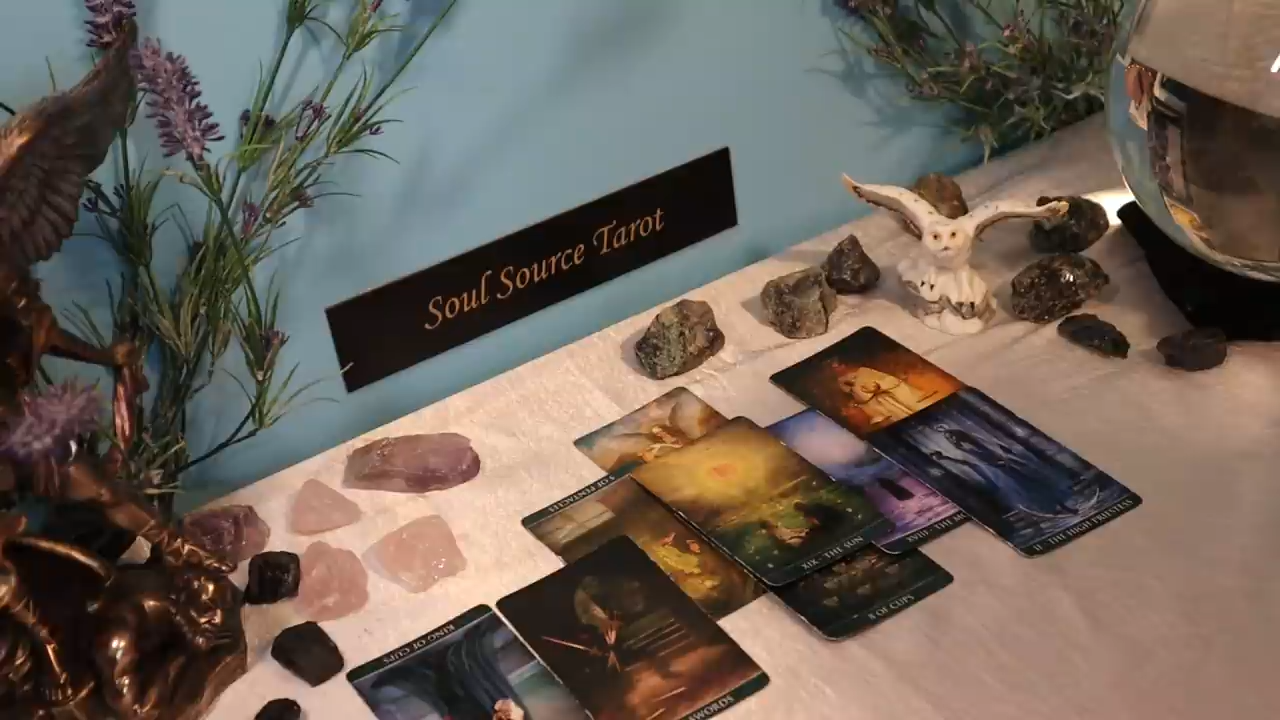 Soul Source Tarot
5 OF PENTACLES
XIX • THE SUN
XVIII • THE MO
II • THE HIGH PRIESTESS
8 OF CUPS
KING OF CUPS
SWORDS